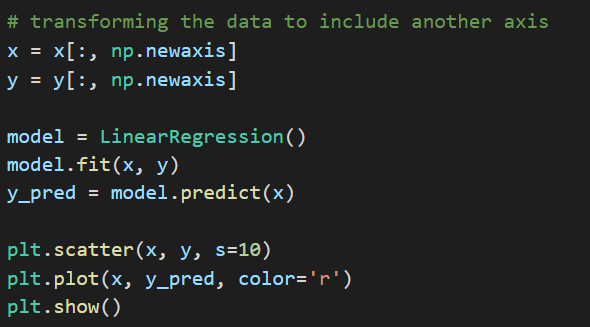 # transforming the data to include another axis
x = x[:, np.newaxis]
y = y[:, np.newaxis]
model = LinearRegression()
model.fit(x, y)
y_pred = model.predict(x)
plt.scatter(x, y, s=10)
plt.plot(x, y_pred, color='r')
plt.show()